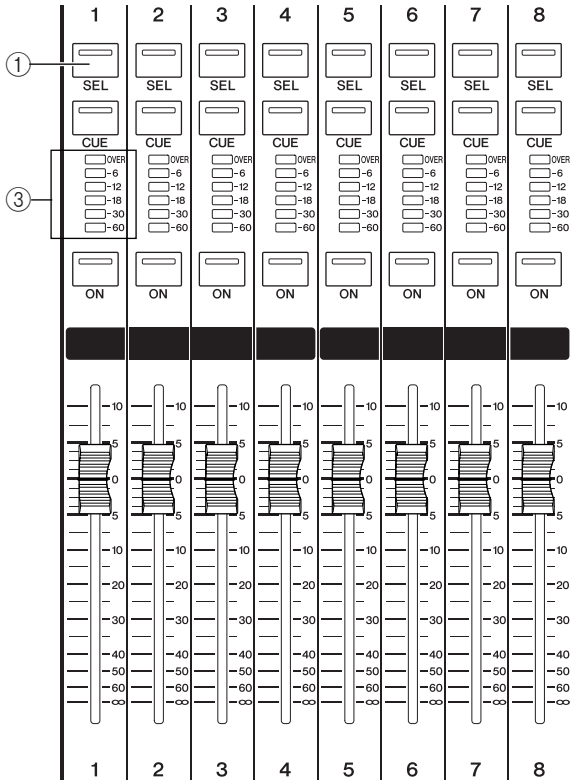 1 2 3 4 5 6 7 8
①
SEL SEL SEL SEL SEL SEL SEL SEL
CUE CUE CUE CUE CUE CUE CUE CUE
OVER OVER OVER OVER OVER OVER OVER OVER
-6 -6 -6 -6 -6 -6 -6 -6
-12 -12 -12 -12 -12 -12 -12 -12
③
-18 -18 -18 -18 -18 -18 -18 -18
-30 -30 -30 -30 -30 -30 -30 -30
-60 -60 -60 -60 -60 -60 -60 -60
ON ON ON ON ON ON ON ON
10 10 10 10 10 10 10 10
5 5 5 5 5 5 5 5
0 0 0 0 0 0 0 0
5 5 5 5 5 5 5 5
10 10 10 10 10 10 10 10
20 20 20 20 20 20 20 20
30 30 30 30 30 30 30 30
40 40 40 40 40 40 40 40
50 50 50 50 50 50 50 50
60 60 60 60 60 60 60 60
∞ ∞ ∞ ∞ ∞ ∞ ∞ ∞
1 2 3 4 5 6 7 8